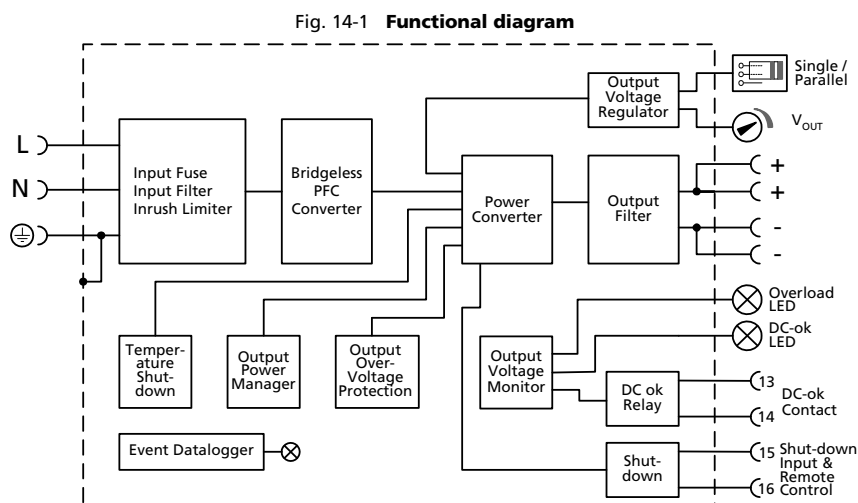 Fig. 14-1 Functional diagram
Single /
Parallel
Output
Voltage
Regulator
V OUT
L
N
Input Fuse
Input Filter
Inrush Limiter
Bridgeless
PFC
Converter
Power
Converter
Output
Filter
+
+
-
-
Overload
LED
DC-ok
LED
Temper-
ature
Shut-
down
Output
Power
Manager
Output
Over-
Voltage
Protection
Output
Voltage
Monitor
DC ok
Relay
13
14
DC-ok
Contact
Event Datalogger
Shut-
down
15
16
Shut-down
Input &
Remote
Control